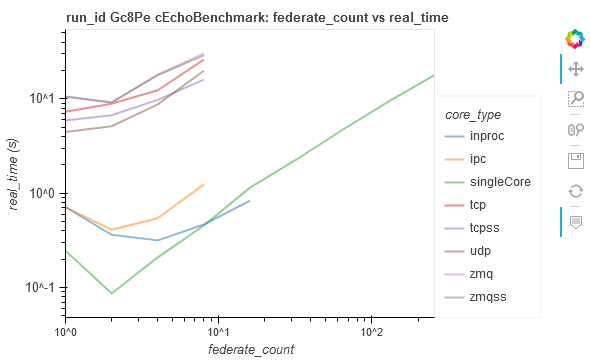 run_id Gc8Pe cEchoBenchmark: federate_count vs real_time
real_time (s)
10^1
10^0
10^-1
10^0
10^1
10^2
federate_count
core_type
inproc
ipc
singleCore
tcp
tcpss
udp
zmq
zmqss